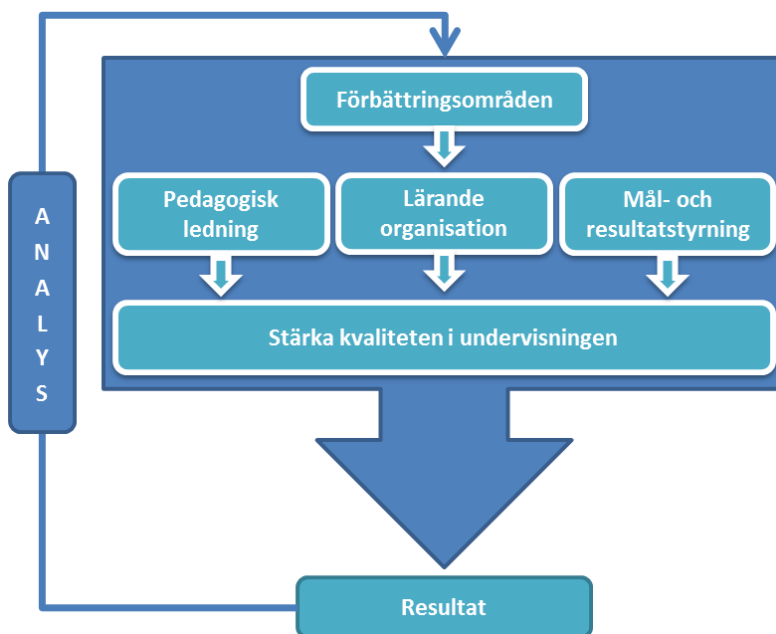 Förbättringsområden
Pedagogisk
ledning
Lärande
organisation
Mål- och
resultatstyrning
Stärka kvaliteten i undervisningen
A
N
A
L
Y
S
Resultat